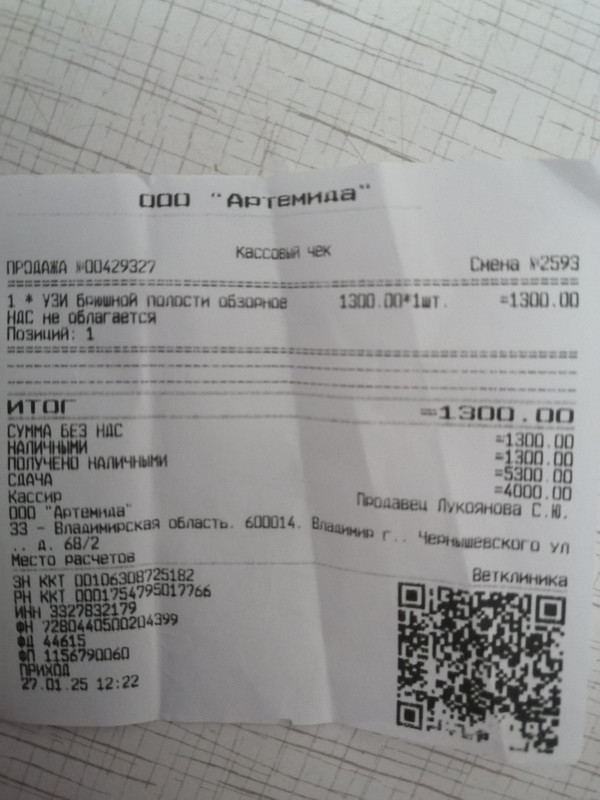 ООО "Артемида"
Кассовый чек
ПРОДАЖА №00429327 Смена №2593
1 * УЗИ брюшной полости обзорное 1300.00*1шт. =1300.00
НДС не облагается
Позиций: 1
ИТОГ =1300.00
СУММА БЕЗ НДС =1300.00
НАЛИЧНЫМИ =1300.00
ПОЛУЧЕНО НАЛИЧНЫМИ =5300.00
СДАЧА =4000.00
Кассир Продавец Лукоянова С.Ю.
ООО "Артемида"
33 - Владимирская область. 600014. Владимир г.. Чернышевского ул
.. д. 68/2
Место расчетов Ветклиника
ЗН ККТ 00106308725182
РН ККТ 0001754795017766
ИНН 3327832179
ФН 7280440500204399
ФД 44615
ФП 1156790060
ПРИХОД
27.01.25 12:22